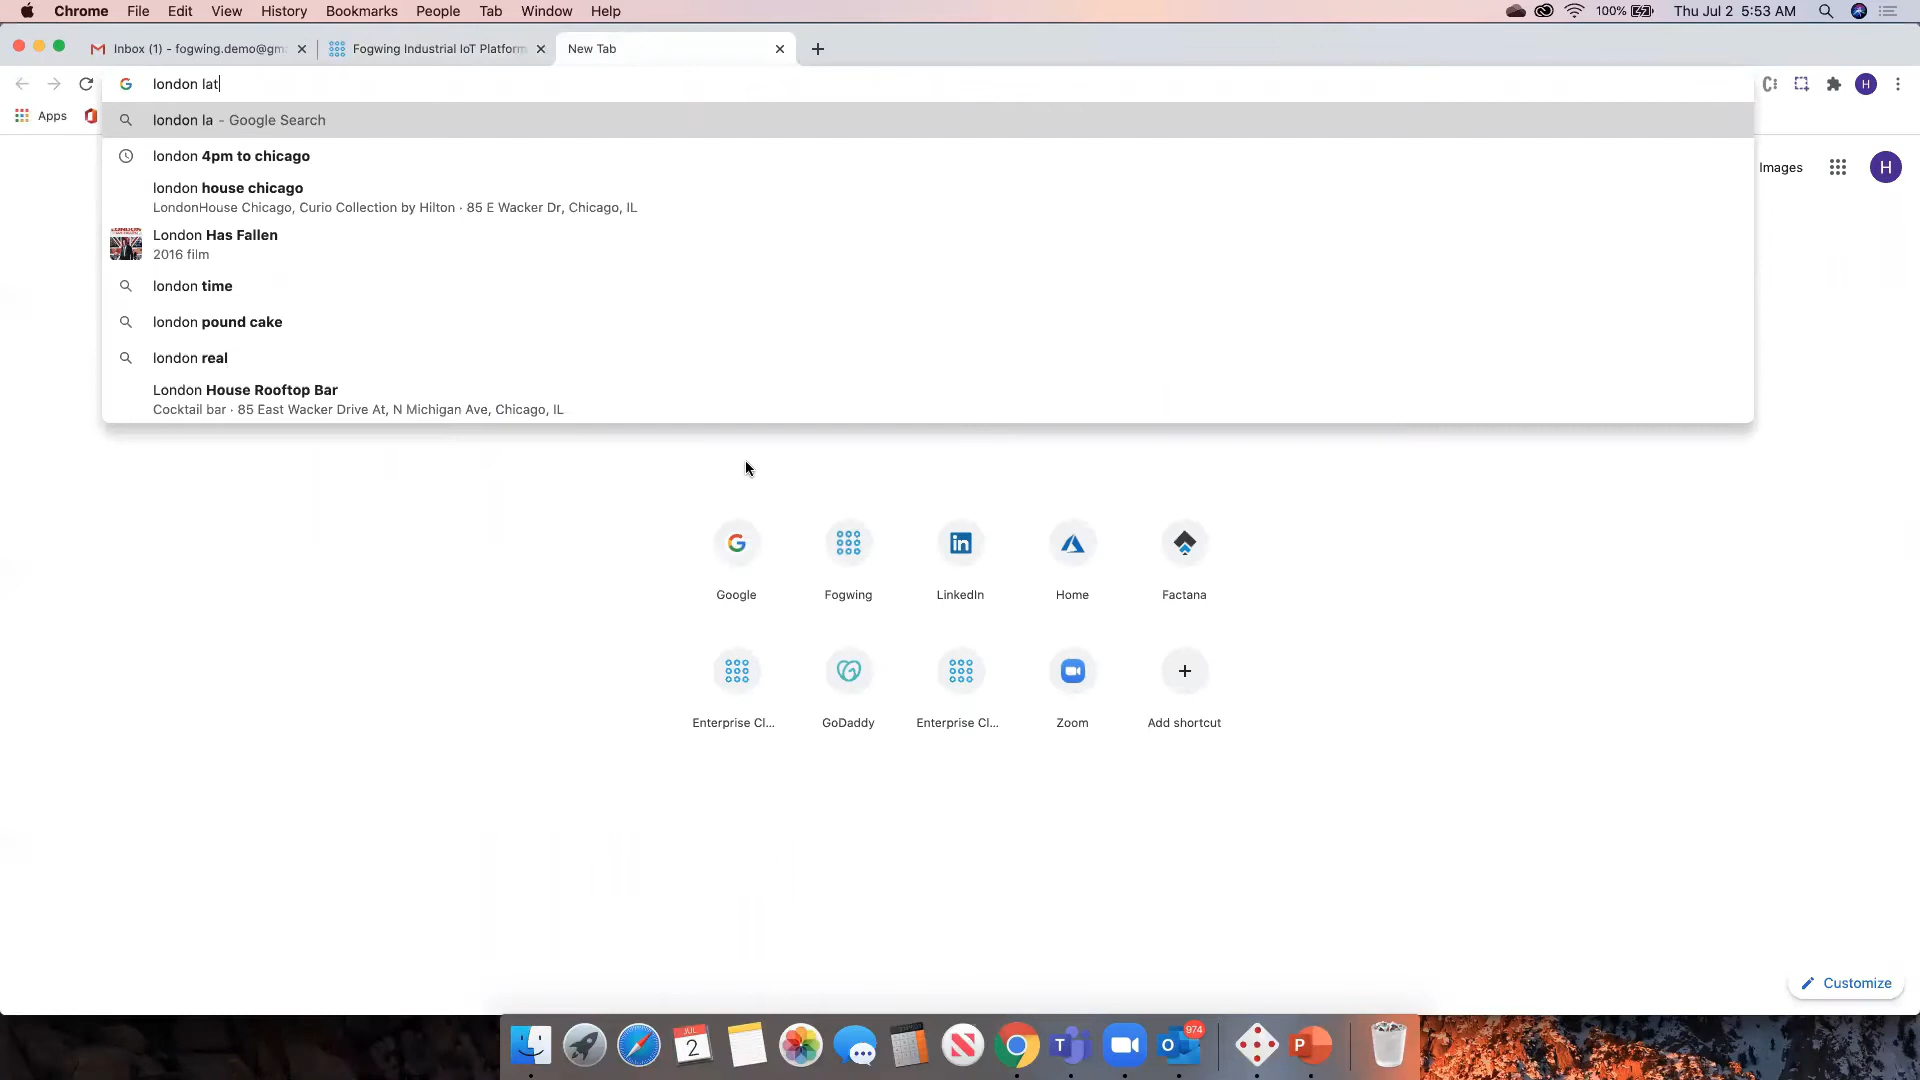 Chrome File Edit View History Bookmarks People Tab Window Help 100% Thu Jul 2 5:53 AM
Inbox (1) - fogwing.demo@gm Fogwing Industrial IoT Platform New Tab
london lat
Apps
london la - Google Search
london 4pm to chicago
london house chicago
LondonHouse Chicago, Curio Collection by Hilton · 85 E Wacker Dr, Chicago, IL
London Has Fallen
2016 film
london time
london pound cake
london real
London House Rooftop Bar
Cocktail bar · 85 East Wacker Drive At, N Michigan Ave, Chicago, IL
Images H
H
Google Fogwing LinkedIn Home Factana
Enterprise Cl... GoDaddy Enterprise Cl... Zoom Add shortcut
Customize
JUL
2
974